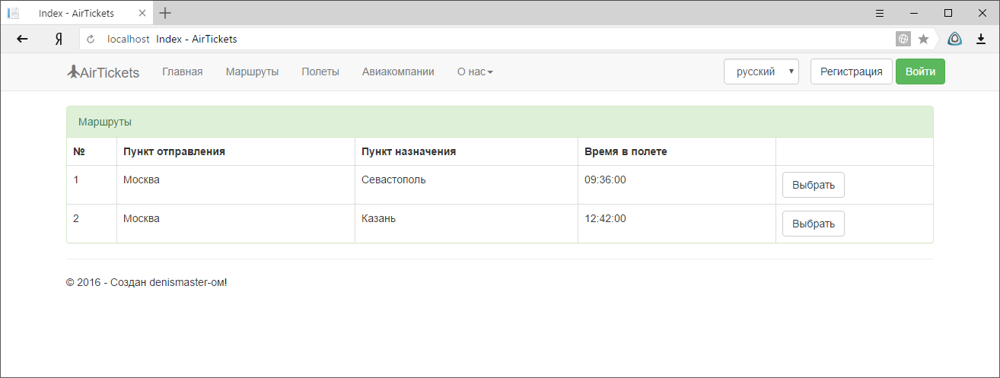 Index - AirTickets
Я localhost Index - AirTickets
AirTickets Главная Маршруты Полеты Авиакомпании О нас русский Регистрация Войти
Маршруты
№ Пункт отправления Пункт назначения Время в полете
1 Москва Севастополь 09:36:00 Выбрать
2 Москва Казань 12:42:00 Выбрать
© 2016 - Создан denismaster-ом!